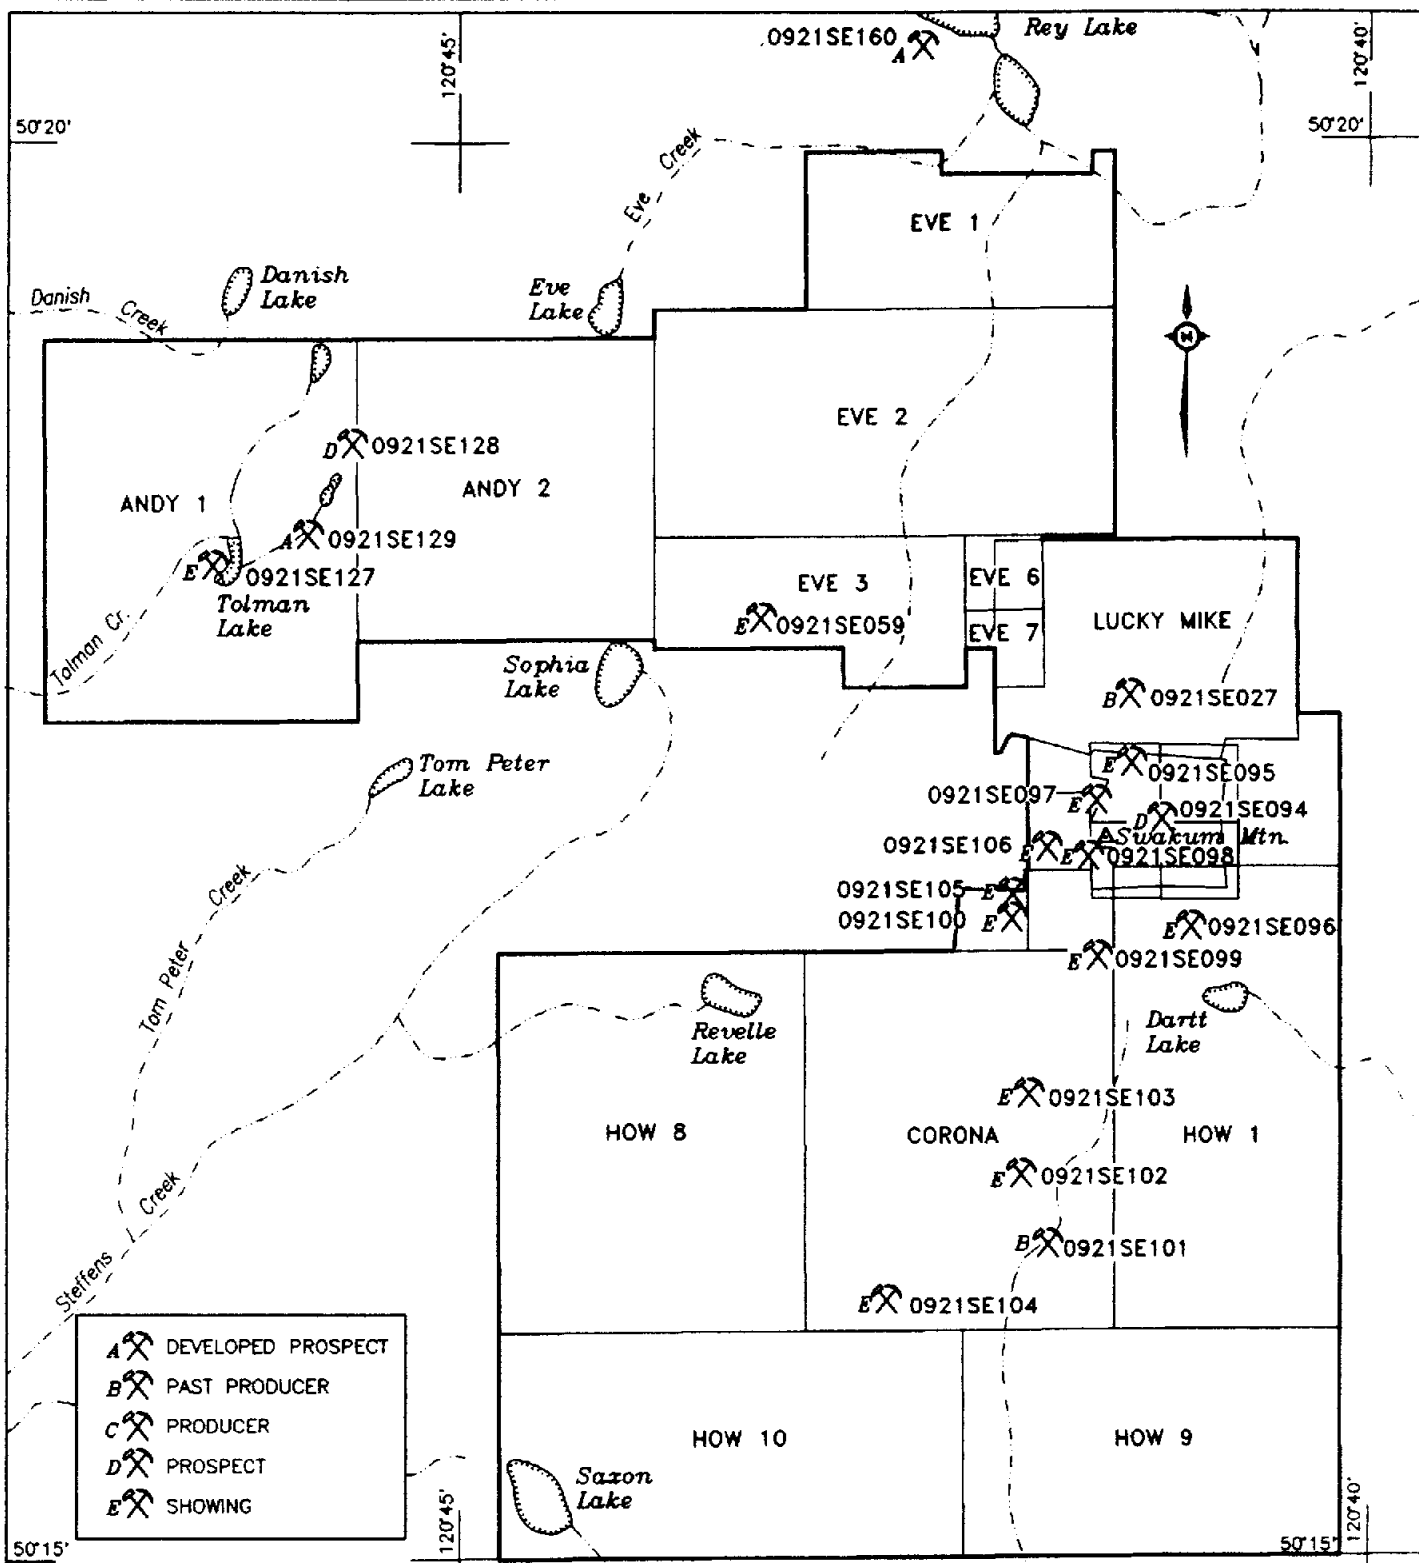 0921SE160
A
Rey Lake
120°45'
120°40'
50°20'
50°20'
Eve Creek
EVE 1
Danish
Lake
Eve
Lake
Danish Creek
EVE 2
D 0921SE128
ANDY 1
ANDY 2
A 0921SE129
E 0921SE127
Tolman
Lake
Tolman Cr.
EVE 3
EVE 6
E 0921SE059
EVE 7
LUCKY MIKE
Sophia
Lake
B 0921SE027
Tom Peter
Lake
E 0921SE095
0921SE097 E
D 0921SE094
Swakum Mtn.
0921SE106 E
E 0921SE098
0921SE105 E
0921SE100 E
E 0921SE096
E 0921SE099
Tom Peter Creek
Revelle
Lake
Dartt
Lake
E 0921SE103
HOW 8
CORONA
HOW 1
E 0921SE102
Steffens Creek
B 0921SE101
E 0921SE104
A DEVELOPED PROSPECT
B PAST PRODUCER
C PRODUCER
D PROSPECT
E SHOWING
HOW 10
HOW 9
Saxon
Lake
120°45'
120°40'
50°15'
50°15'